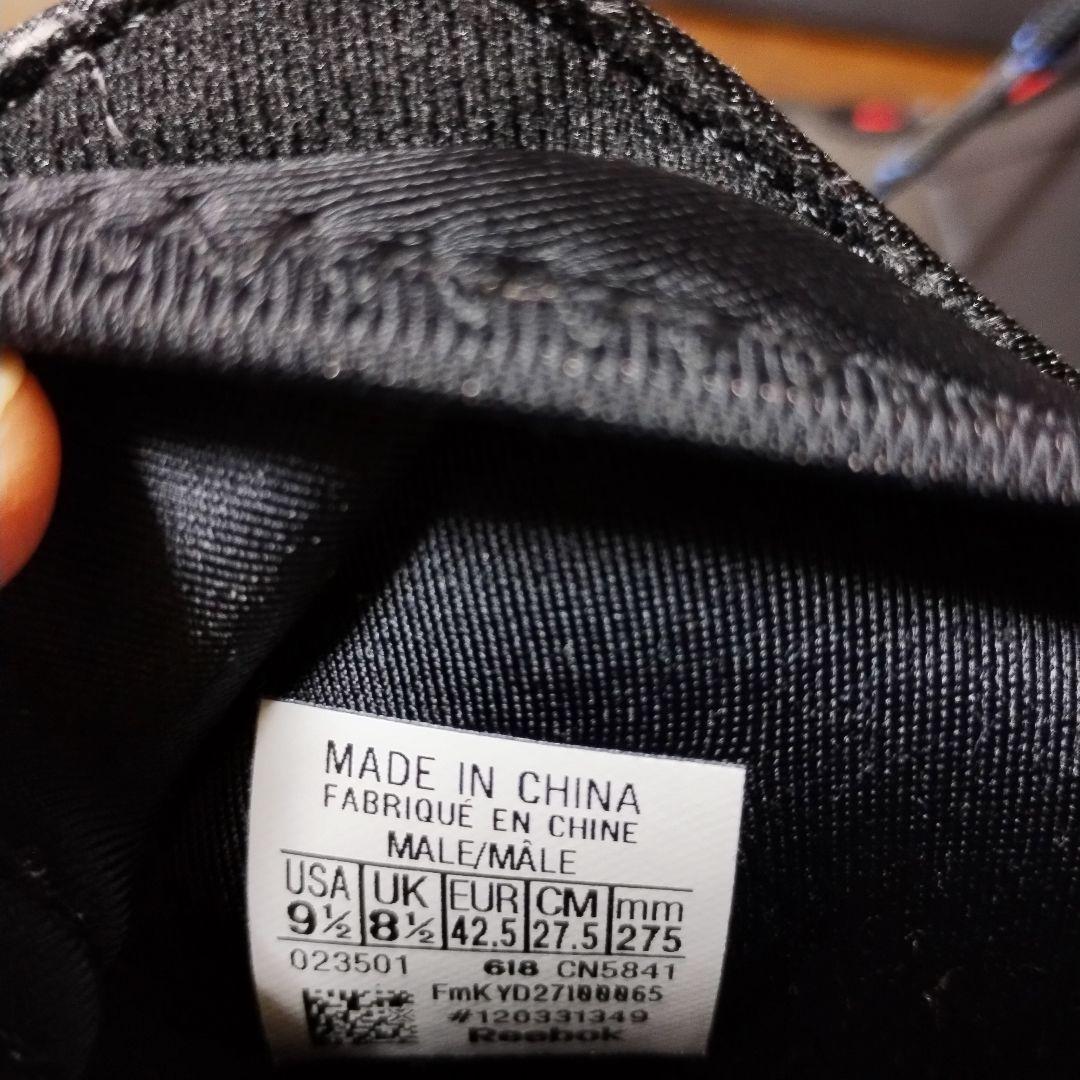 MADE IN CHINA
FABRIQUÉ EN CHINE
MALE/MÂLE
USA UK EUR CM mm
9½ 8½ 42.5 27.5 275
023501 618 CN5841
FmKYD27100065
#120331349
Reebok